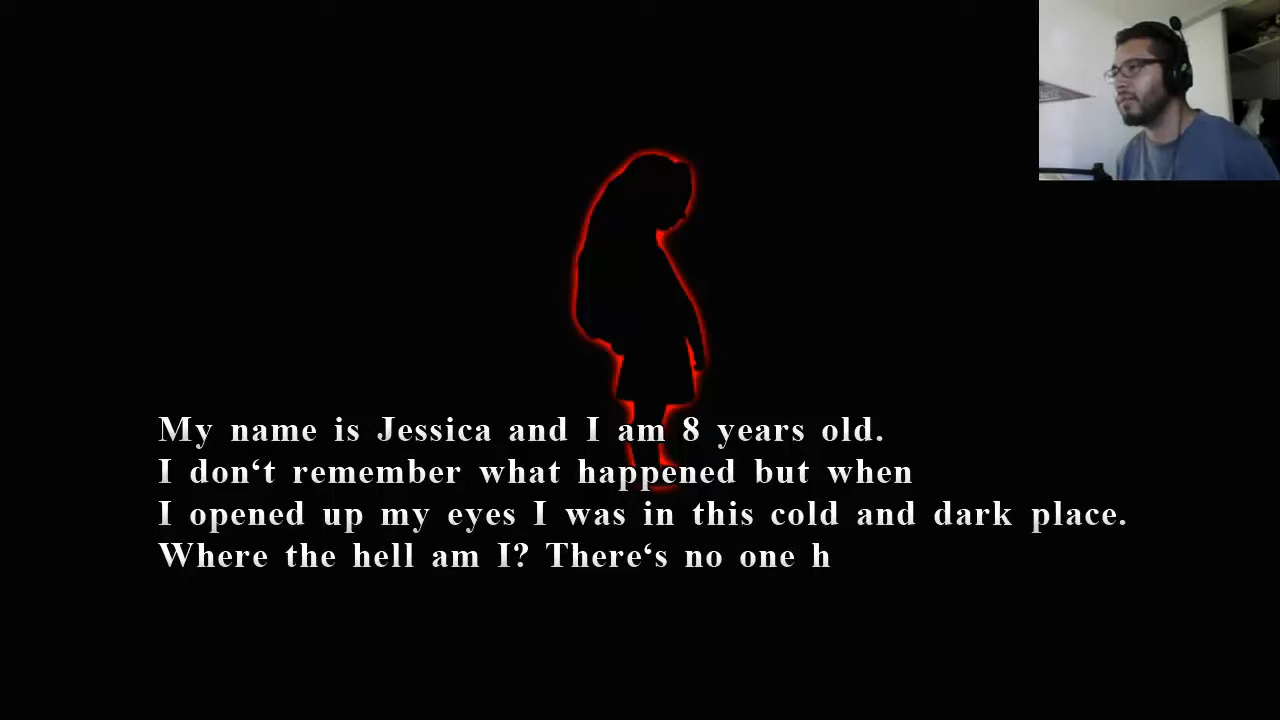 My name is Jessica and I am 8 years old.
I don‘t remember what happened but when
I opened up my eyes I was in this cold and dark place.
Where the hell am I? There‘s no one h